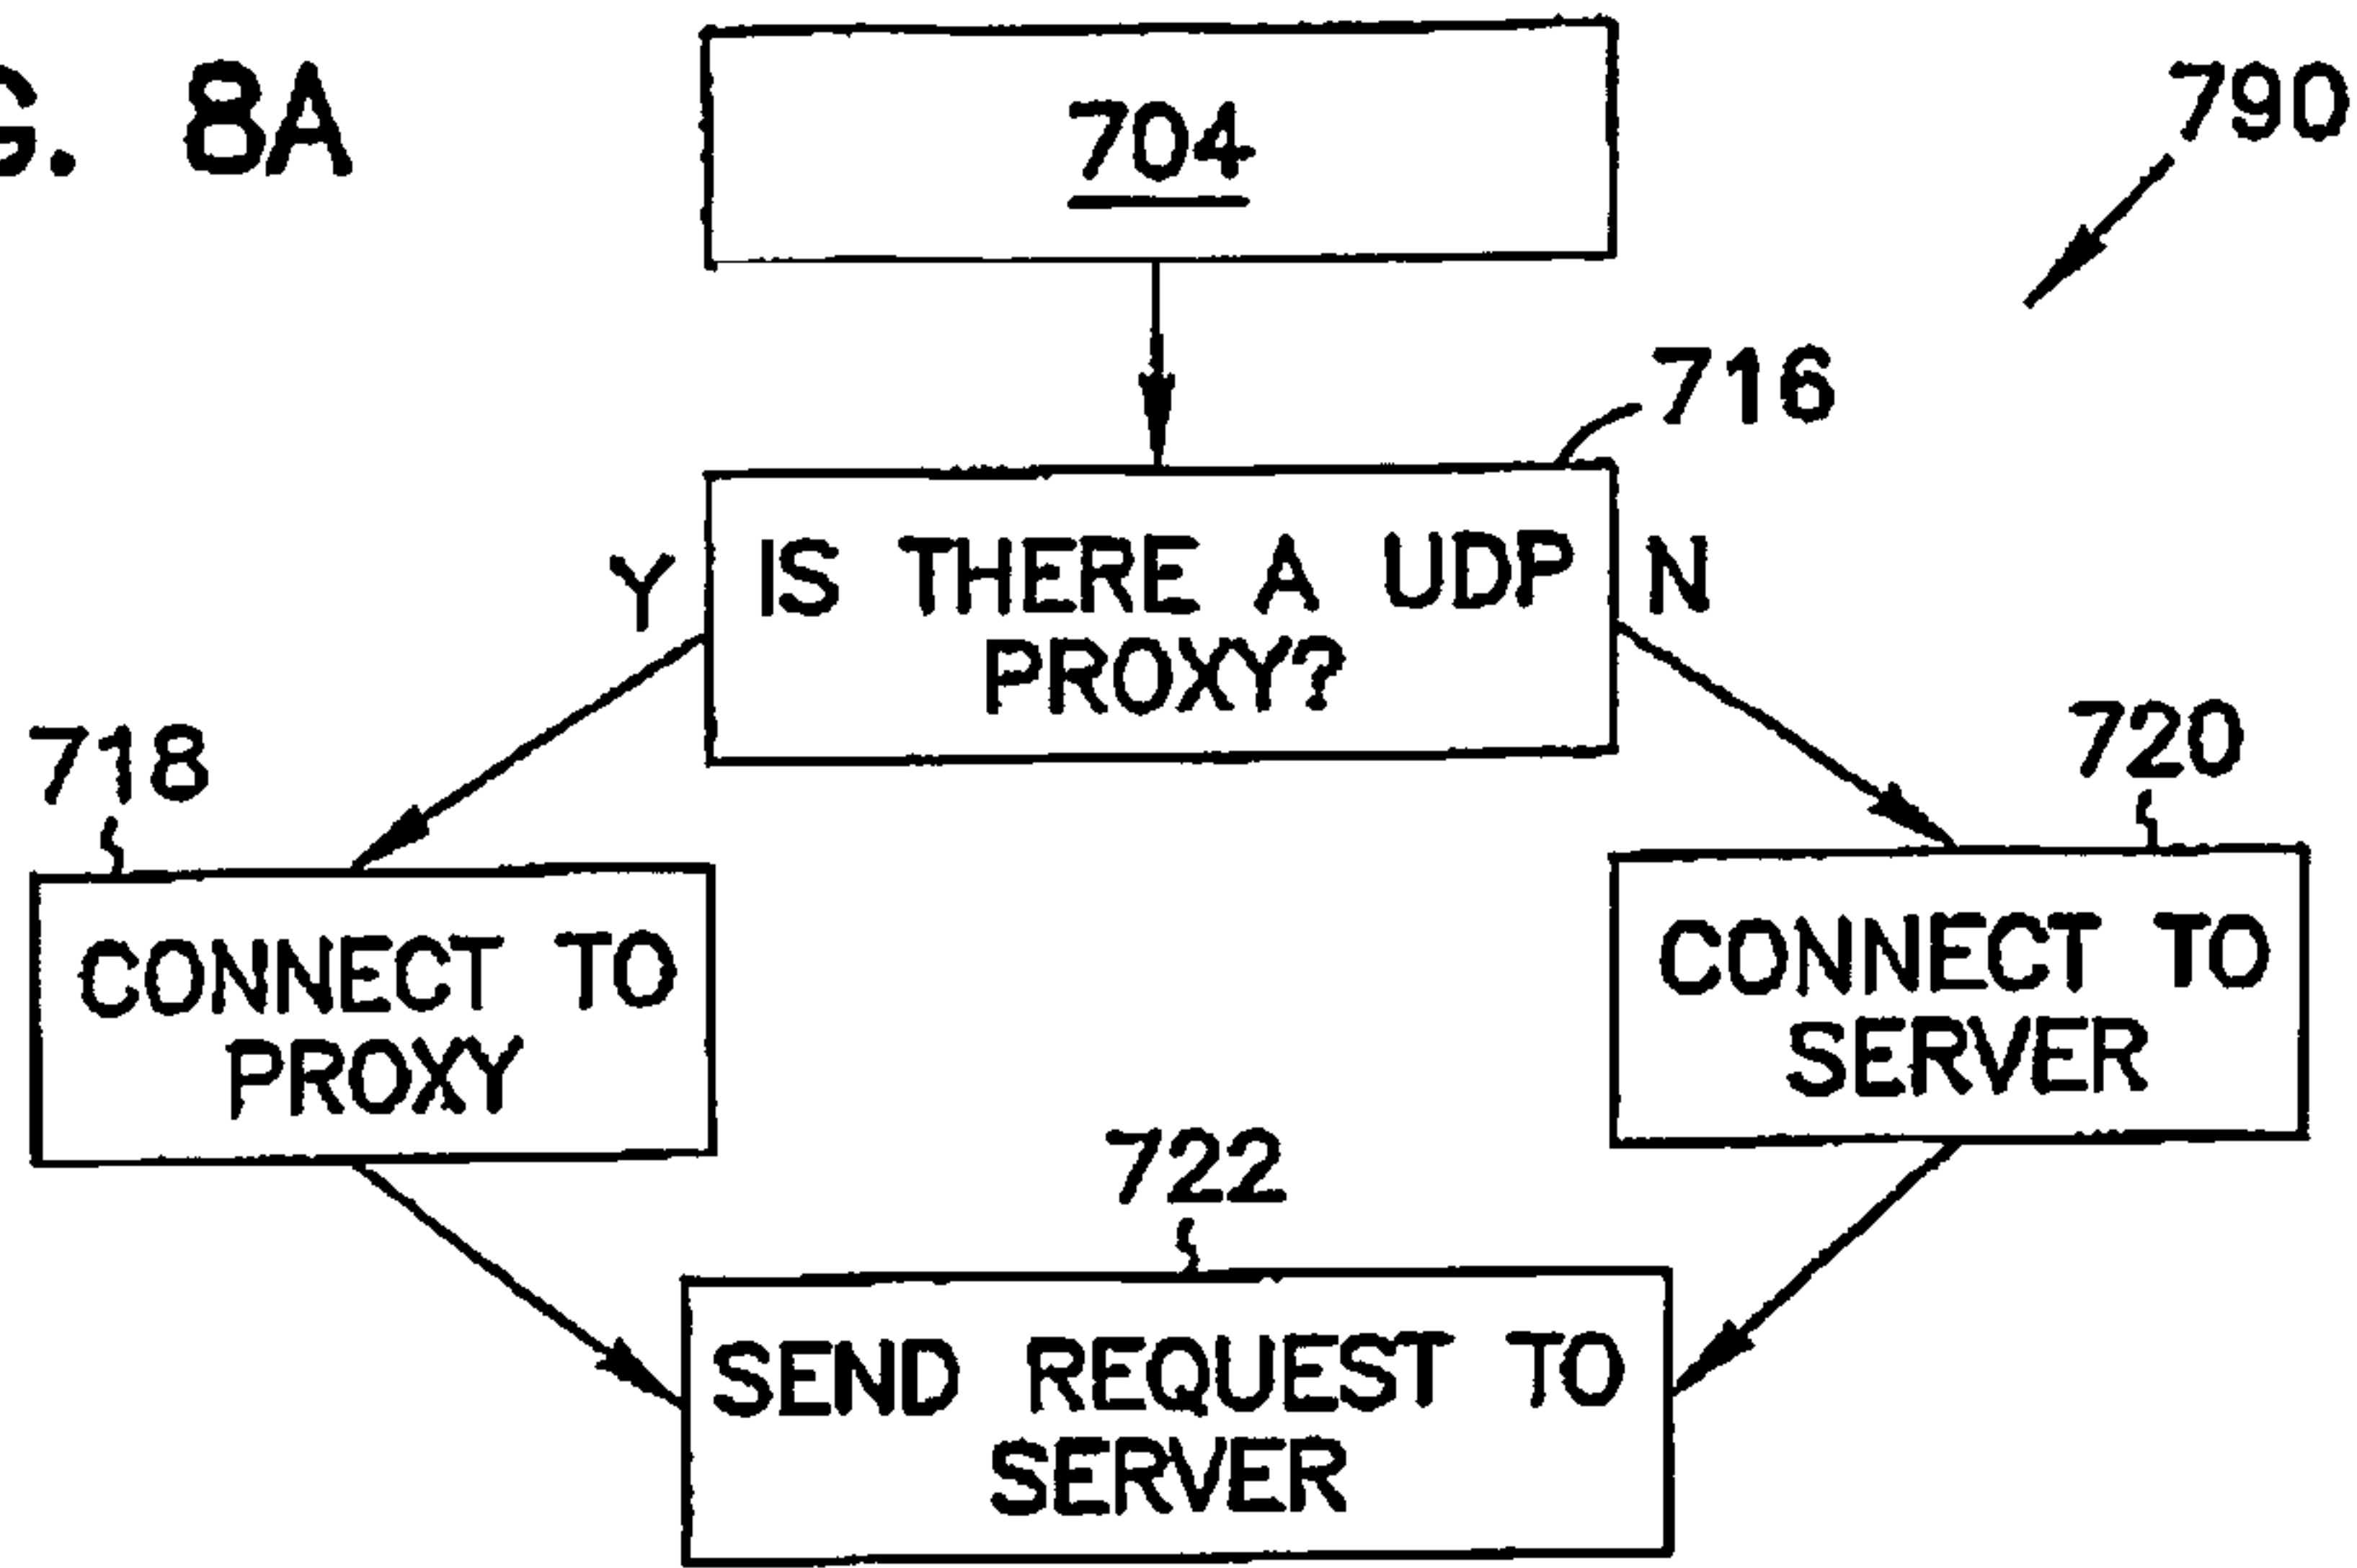 G. 8A
704
790
716
Y
IS THERE A UDP
PROXY?
N
718
720
CONNECT TO
PROXY
CONNECT TO
SERVER
722
SEND REQUEST TO
SERVER